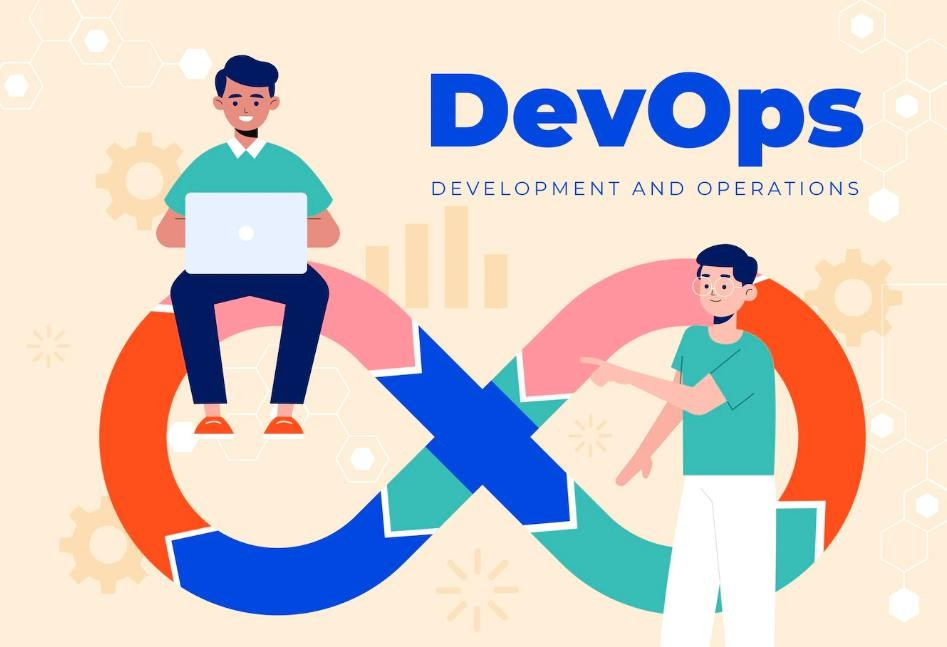 DevOps
DEVELOPMENT AND OPERATIONS